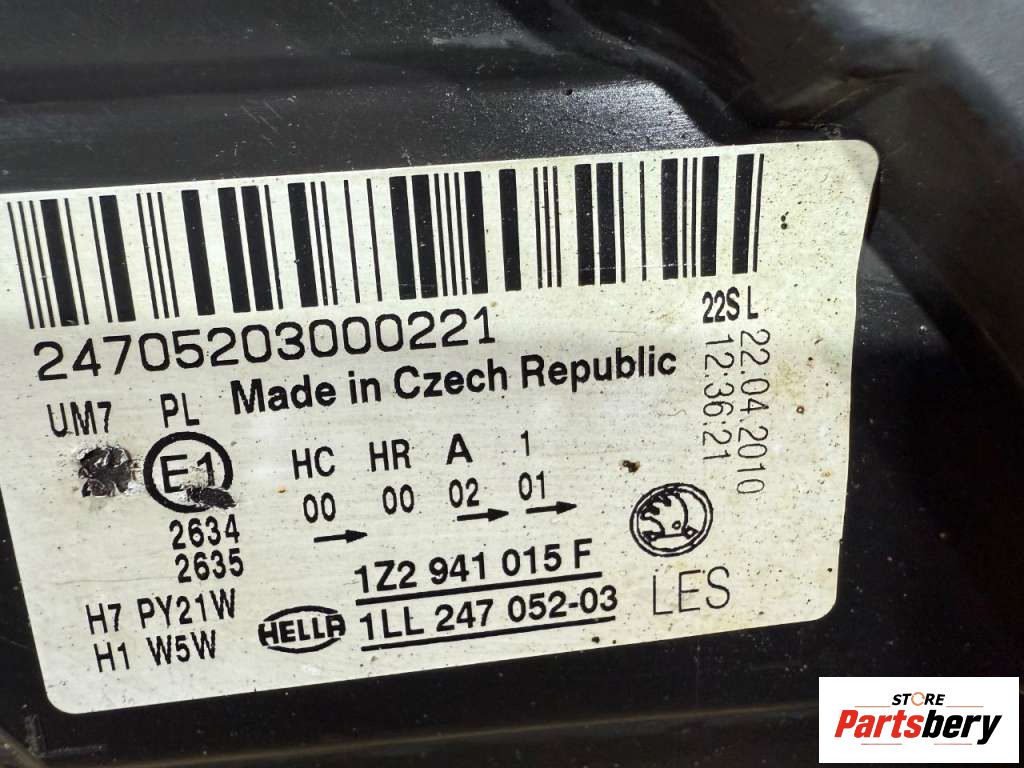 24705203000221
22S L
22.04.2010
12:36:21
Made in Czech Republic
UM7 PL
E1
HC HR A 1
00 00 02 01
2634
2635
1Z2 941 015 F
H7 PY21W
H1 W5W
HELLA
1LL 247 052-03
LES
STORE
Partsbery